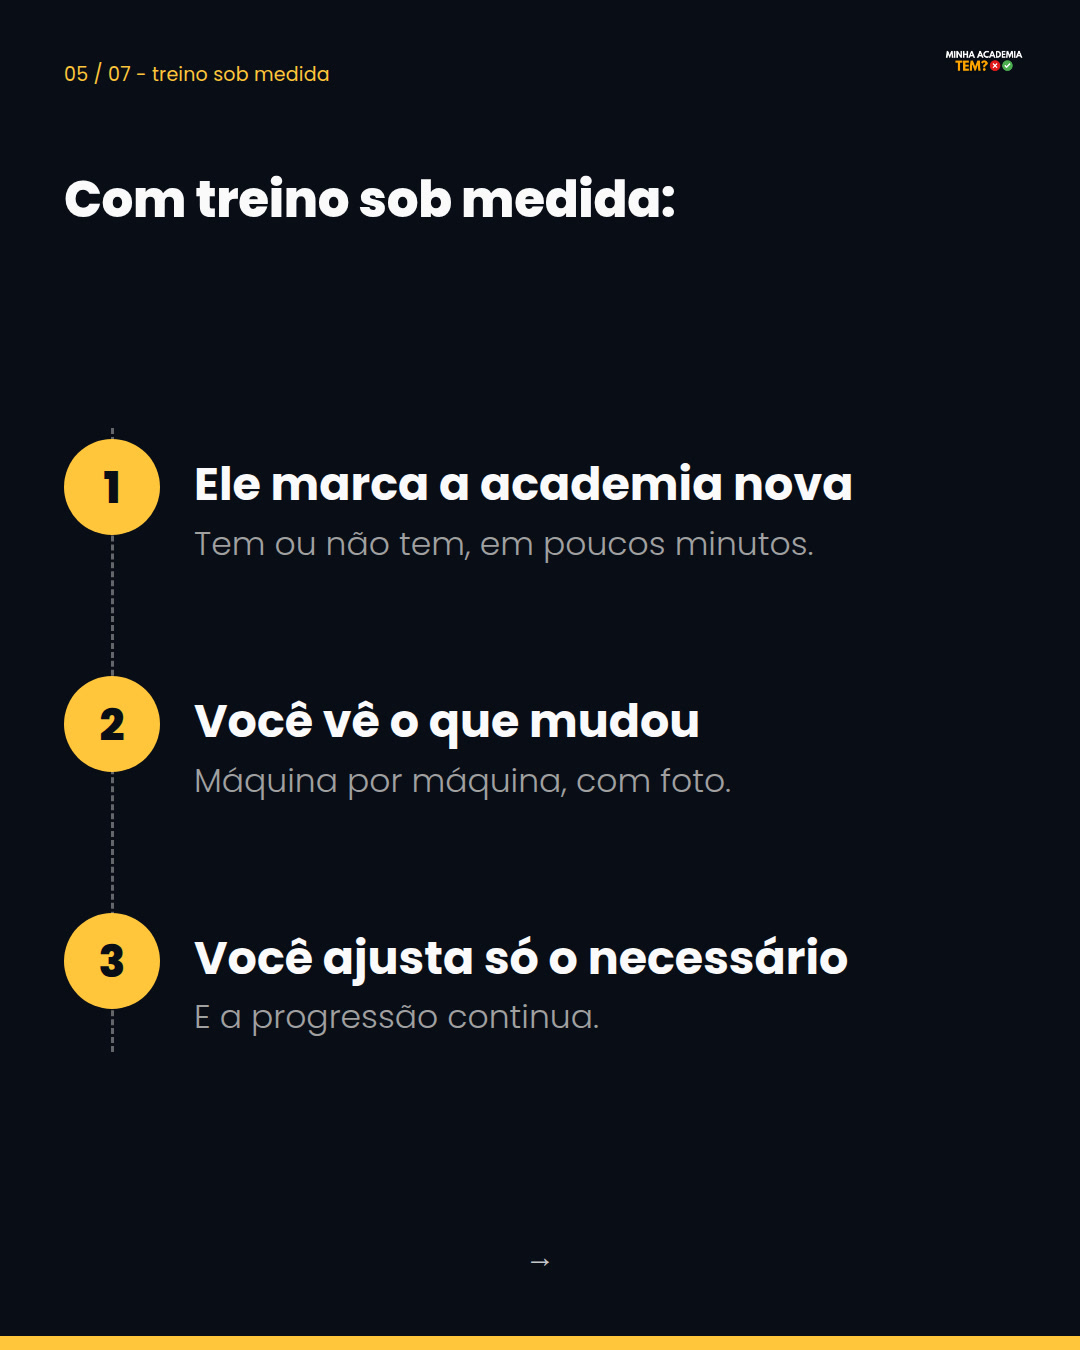 05 / 07 - treino sob medida
MINHA ACADEMIA
TEM?
Com treino sob medida:
1
Ele marca a academia nova
Tem ou não tem, em poucos minutos.
2
Você vê o que mudou
Máquina por máquina, com foto.
3
Você ajusta só o necessário
E a progressão continua.
→